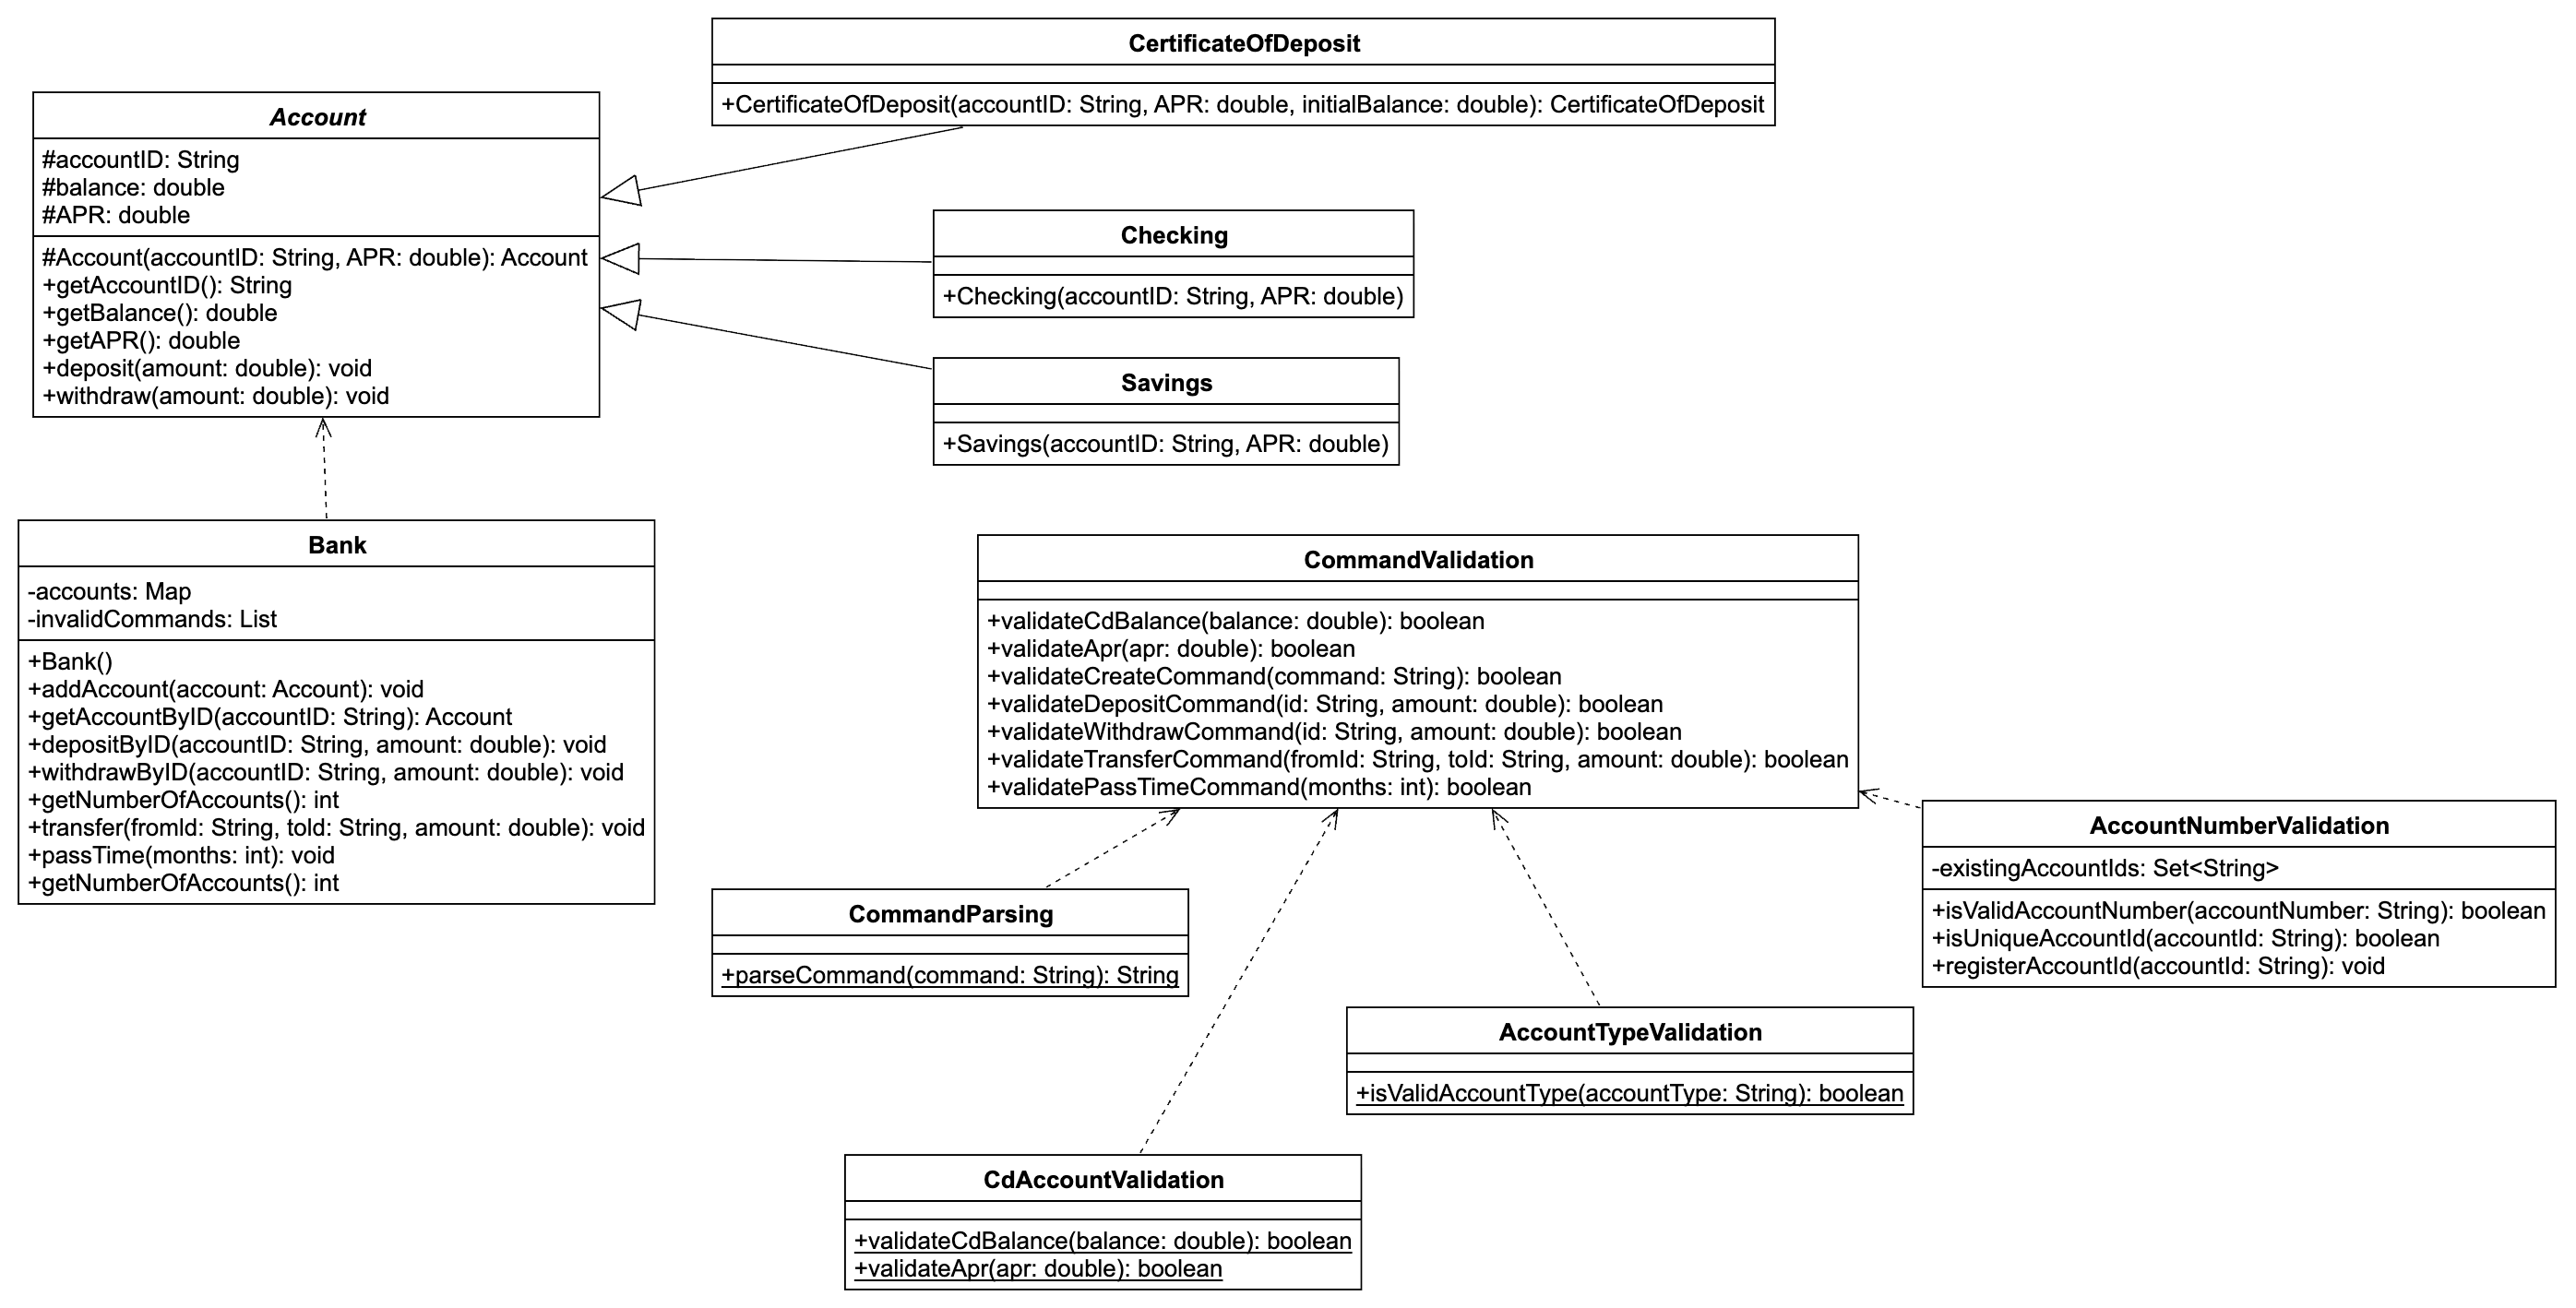 CertificateOfDeposit
+CertificateOfDeposit(accountID: String, APR: double, initialBalance: double): CertificateOfDeposit
Account
#accountID: String
#balance: double
#APR: double
#Account(accountID: String, APR: double): Account
+getAccountID(): String
+getBalance(): double
+getAPR(): double
+deposit(amount: double): void
+withdraw(amount: double): void
Checking
+Checking(accountID: String, APR: double)
Savings
+Savings(accountID: String, APR: double)
Bank
-accounts: Map
-invalidCommands: List
+Bank()
+addAccount(account: Account): void
+getAccountByID(accountID: String): Account
+depositByID(accountID: String, amount: double): void
+withdrawByID(accountID: String, amount: double): void
+getNumberOfAccounts(): int
+transfer(fromId: String, toId: String, amount: double): void
+passTime(months: int): void
+getNumberOfAccounts(): int
CommandValidation
+validateCdBalance(balance: double): boolean
+validateApr(apr: double): boolean
+validateCreateCommand(command: String): boolean
+validateDepositCommand(id: String, amount: double): boolean
+validateWithdrawCommand(id: String, amount: double): boolean
+validateTransferCommand(fromId: String, toId: String, amount: double): boolean
+validatePassTimeCommand(months: int): boolean
AccountNumberValidation
-existingAccountIds: Set<String>
+isValidAccountNumber(accountNumber: String): boolean
+isUniqueAccountId(accountId: String): boolean
+registerAccountId(accountId: String): void
CommandParsing
+parseCommand(command: String): String
AccountTypeValidation
+isValidAccountType(accountType: String): boolean
CdAccountValidation
+validateCdBalance(balance: double): boolean
+validateApr(apr: double): boolean